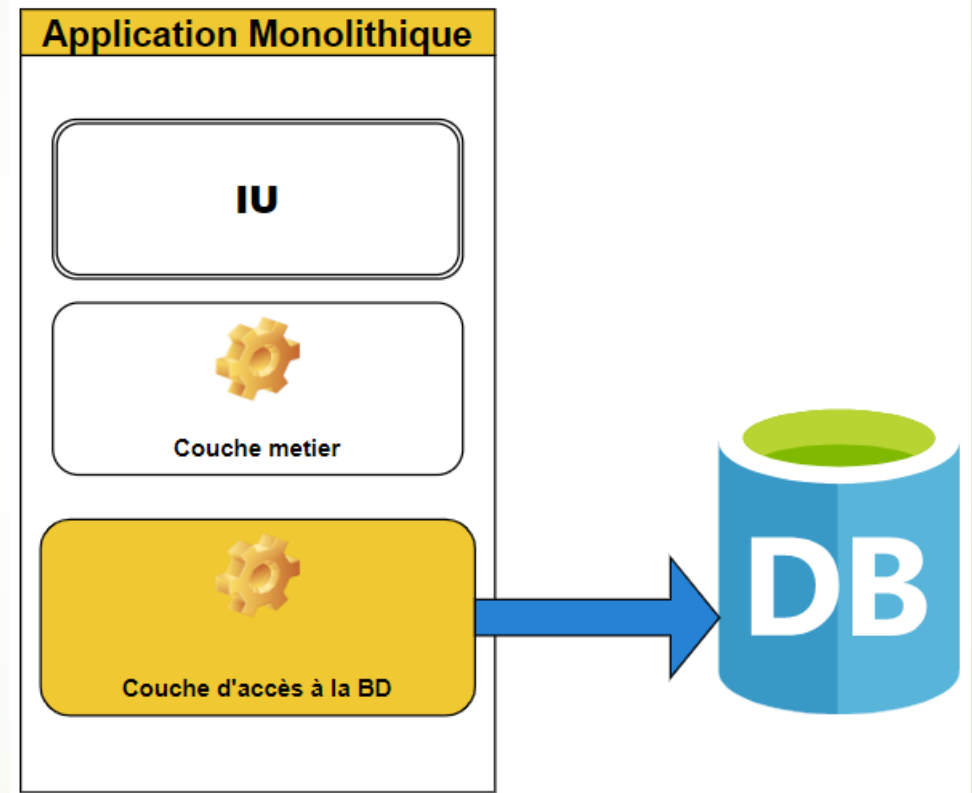 Application Monolithique
IU
Couche metier
Couche d'accès à la BD
DB